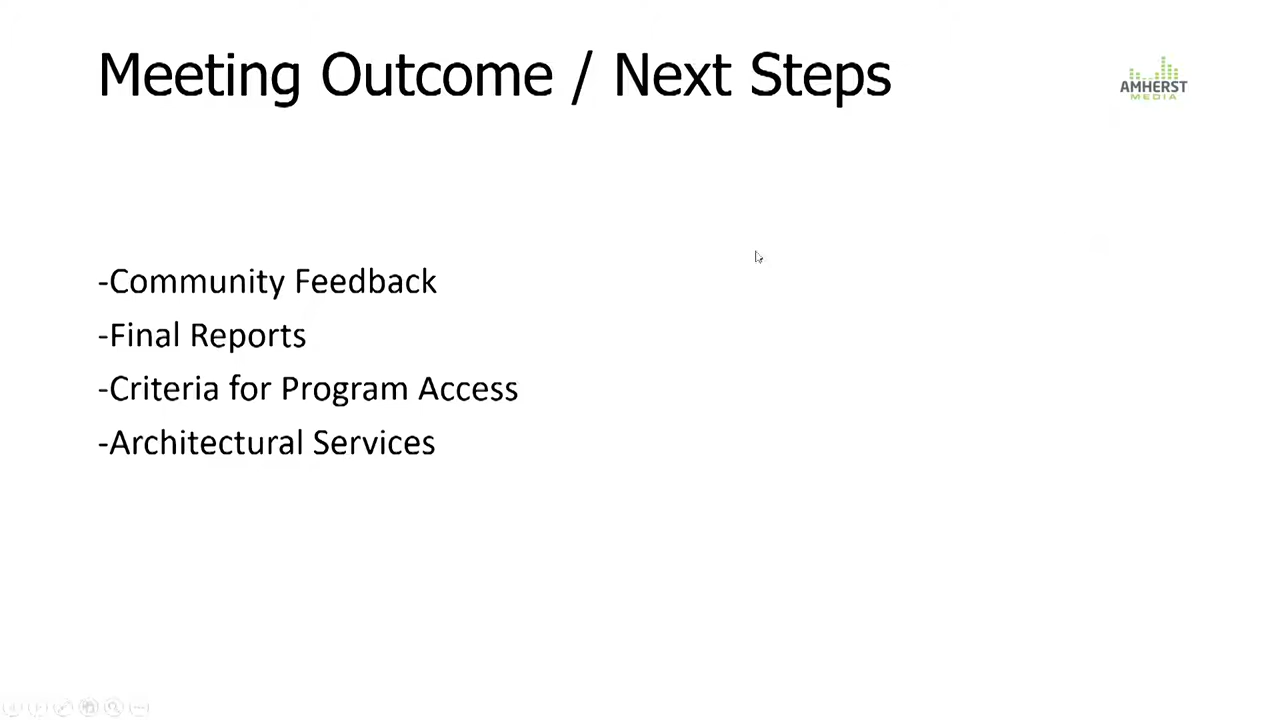 Meeting Outcome / Next Steps
AMHERST
MEDIA
-Community Feedback
-Final Reports
-Criteria for Program Access
-Architectural Services